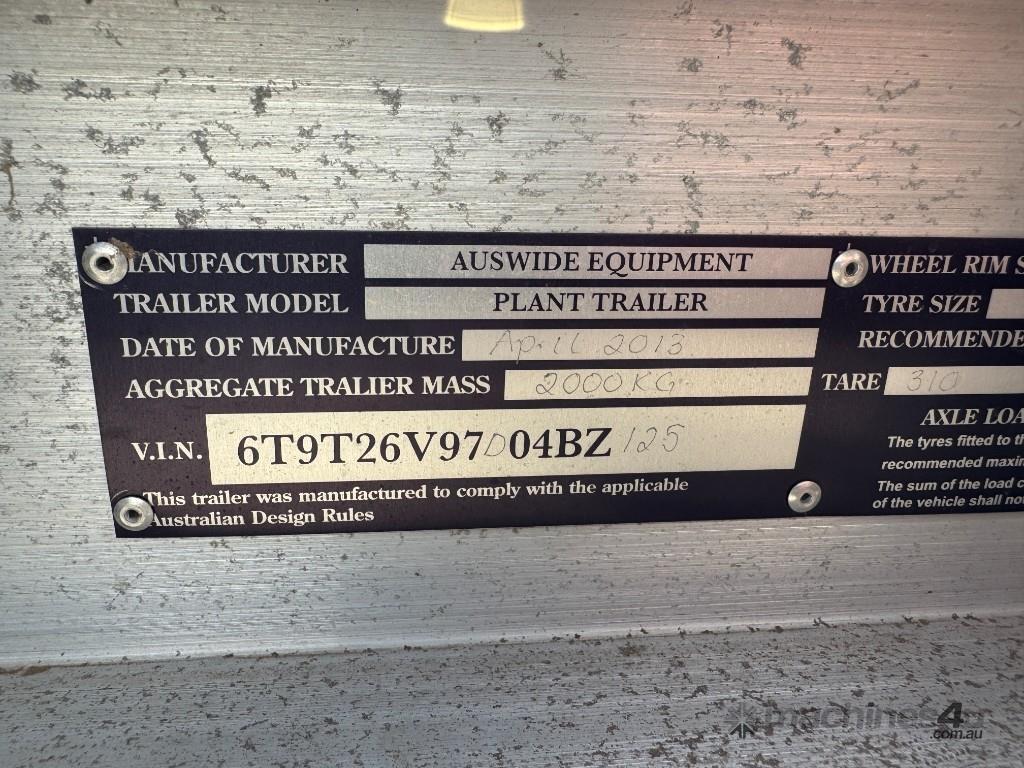 MANUFACTURER AUSWIDE EQUIPMENT WHEEL RIM S
TRAILER MODEL PLANT TRAILER TYRE SIZE
DATE OF MANUFACTURE April 2013 RECOMMENDE
AGGREGATE TRALIER MASS 2000KG TARE 310
V.I.N. 6T9T26V97D04BZ125
AXLE LOA
The tyres fitted to th
recommended maxin
The sum of the load c
of the vehicle shall no
This trailer was manufactured to comply with the applicable
Australian Design Rules
machines4u
.com.au